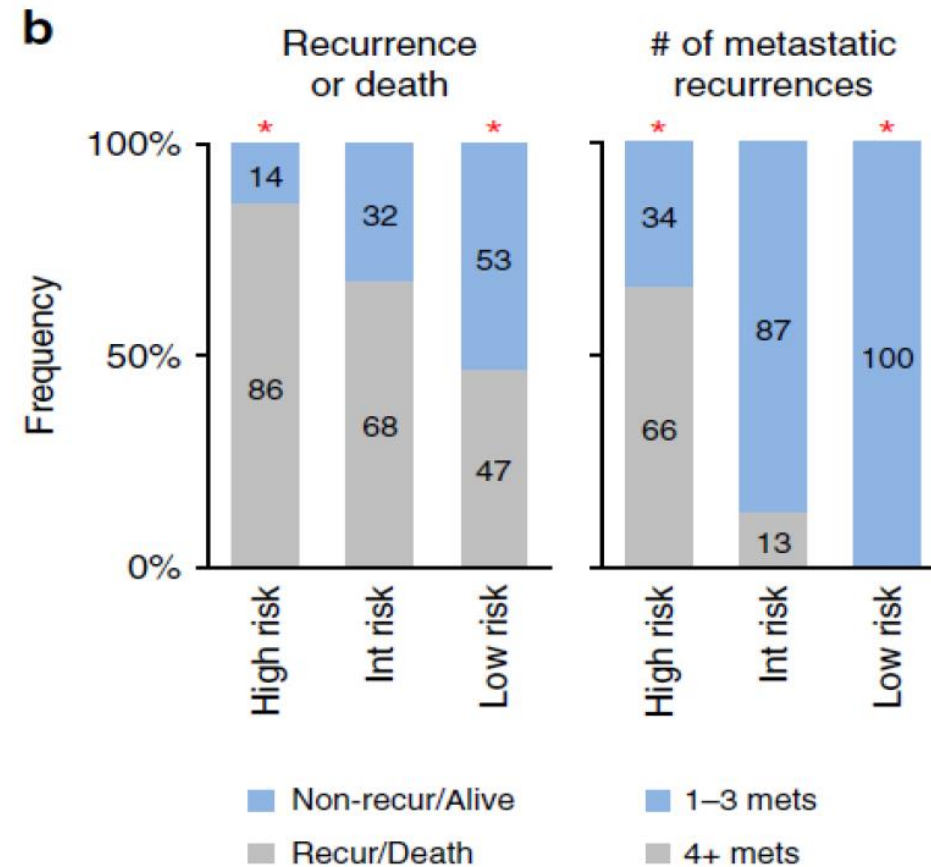 b
Recurrence
or death
# of metastatic
recurrences
* * * *
100%
50%
0%
Frequency
14 32 53
86 68 47
34 87 100
66 13
High risk
Int risk
Low risk
High risk
Int risk
Low risk
Non-recur/Alive
Recur/Death
1–3 mets
4+ mets